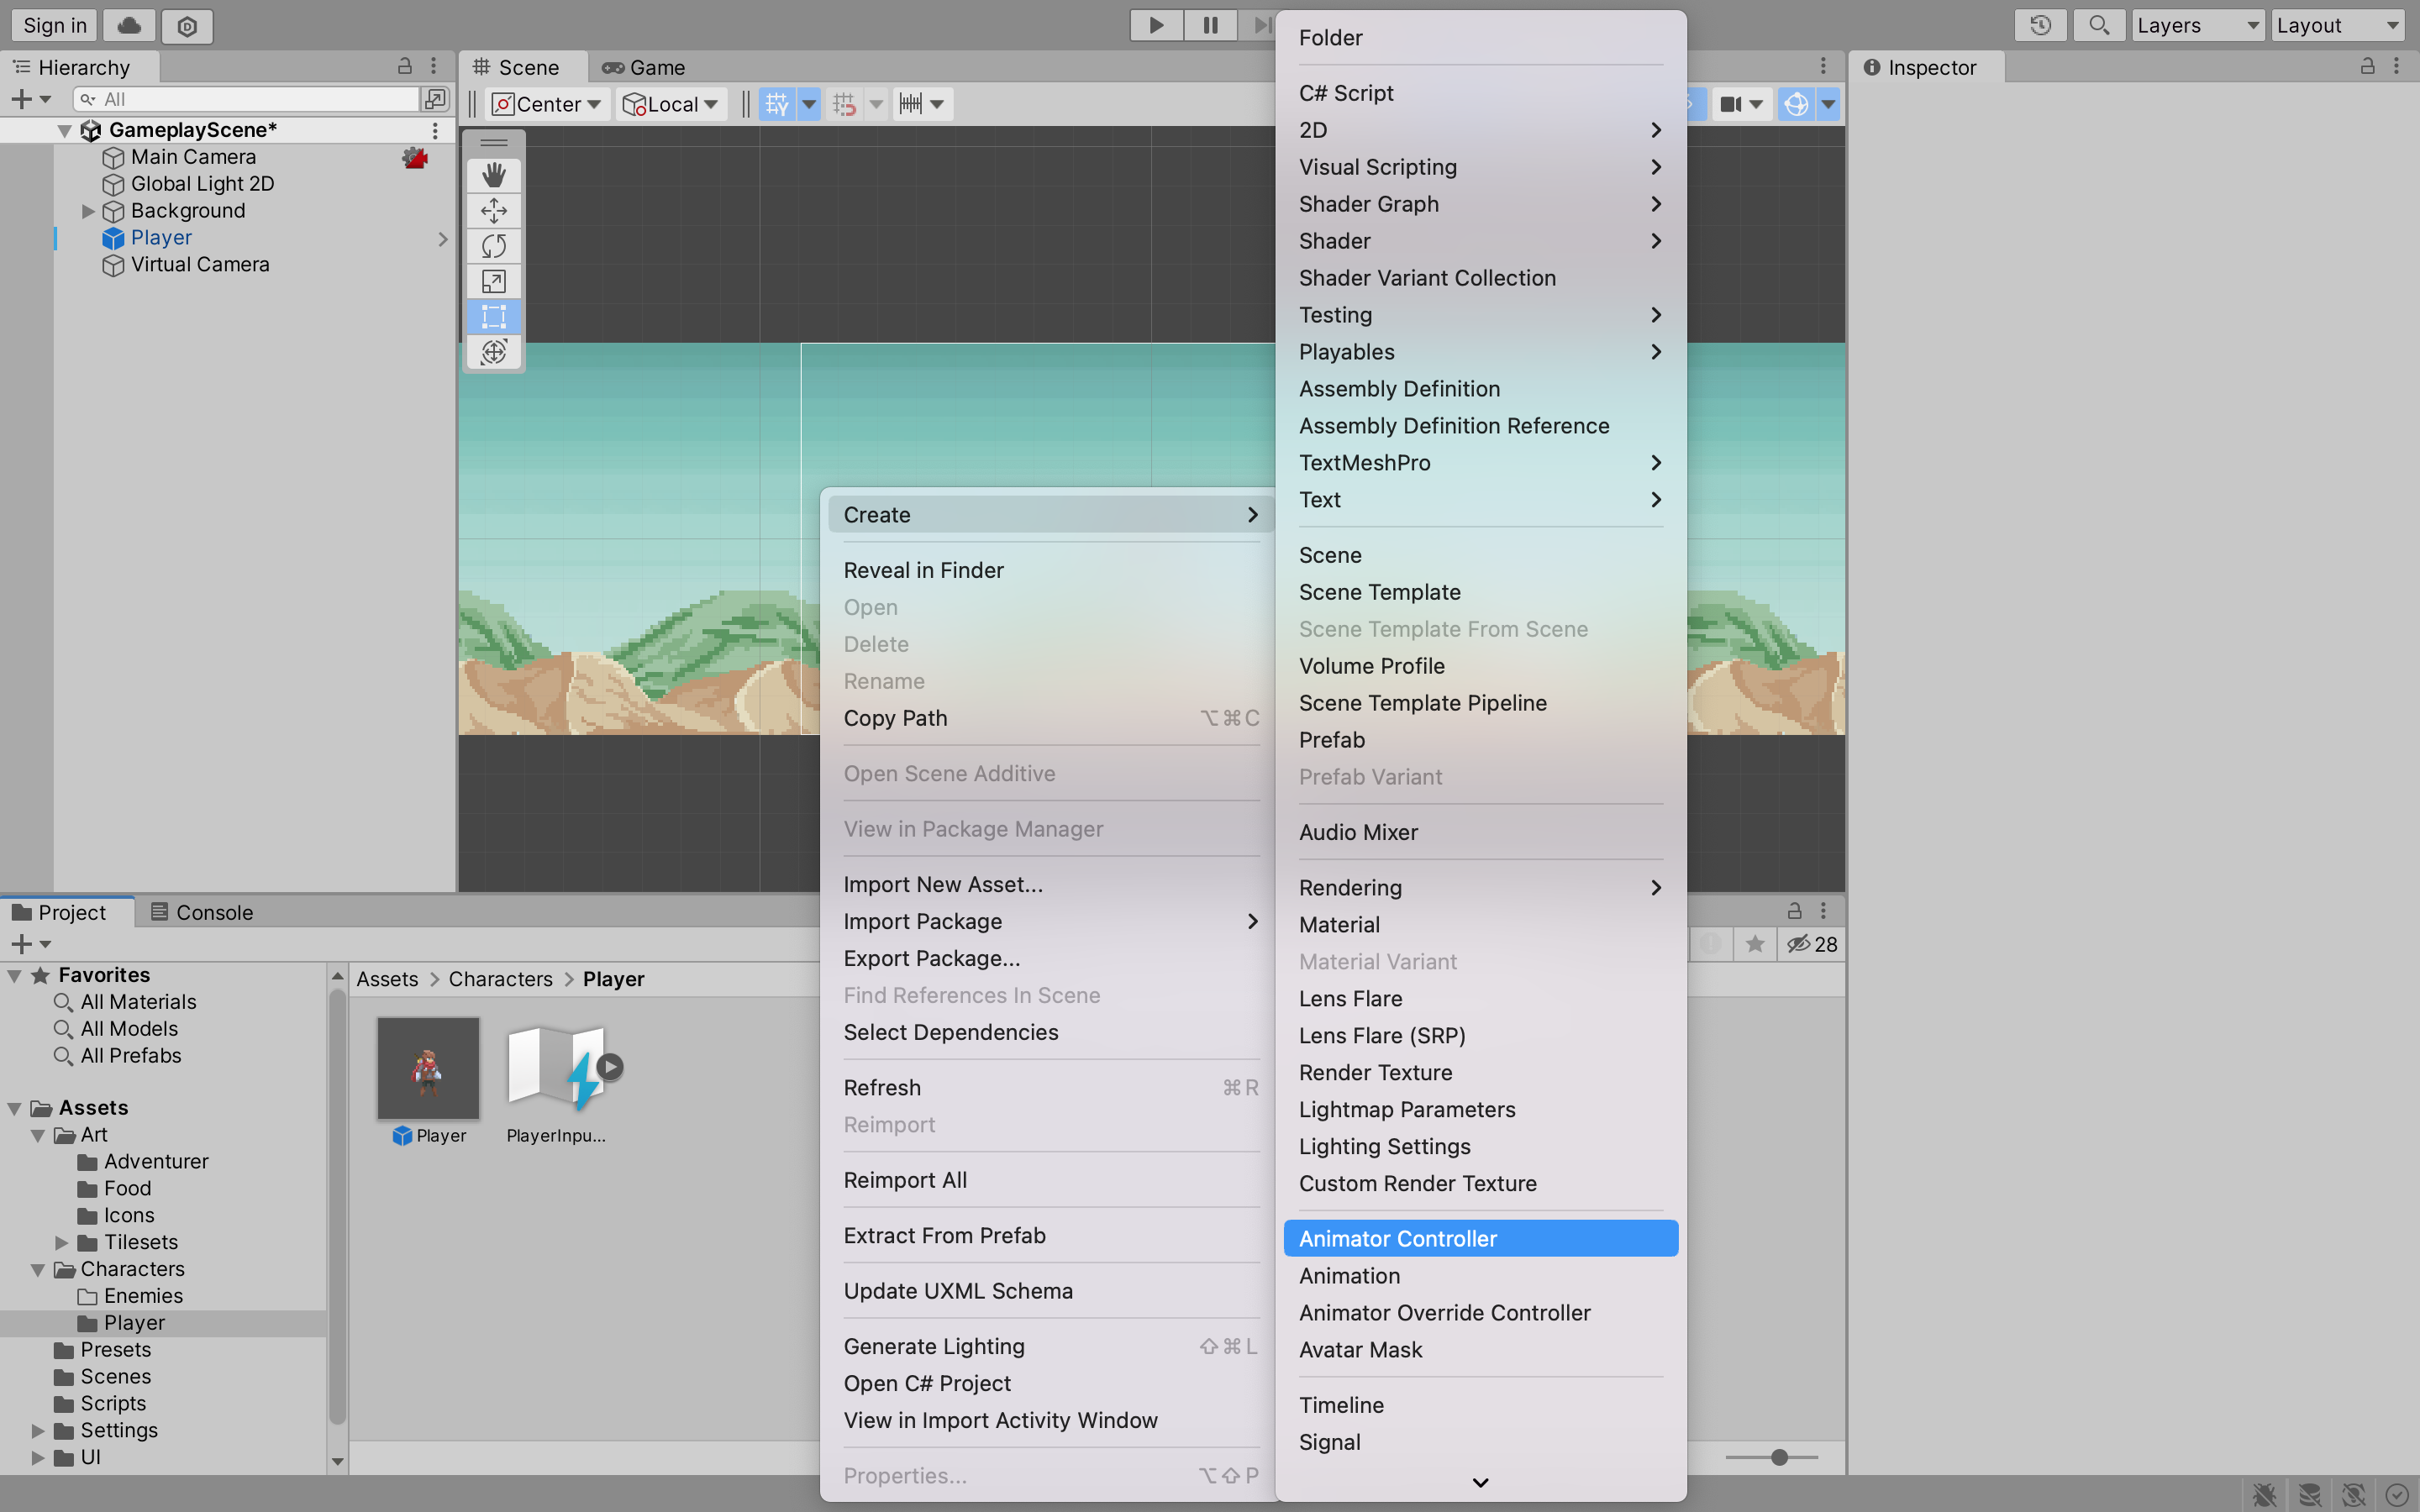 Sign in
Layers
Layout
Hierarchy
All
GameplayScene*
Main Camera
Global Light 2D
Background
Player
Virtual Camera
Scene
Game
Center
Local
Inspector
Create
Reveal in Finder
Open
Delete
Rename
Copy Path ⌥⌘C
Open Scene Additive
View in Package Manager
Import New Asset...
Import Package
Export Package...
Find References In Scene
Select Dependencies
Refresh ⌘R
Reimport
Reimport All
Extract From Prefab
Update UXML Schema
Generate Lighting ⇧⌘L
Open C# Project
View in Import Activity Window
Properties... ⌥⇧P
Folder
C# Script
2D
Visual Scripting
Shader Graph
Shader
Shader Variant Collection
Testing
Playables
Assembly Definition
Assembly Definition Reference
TextMeshPro
Text
Scene
Scene Template
Scene Template From Scene
Volume Profile
Scene Template Pipeline
Prefab
Prefab Variant
Audio Mixer
Rendering
Material
Material Variant
Lens Flare
Lens Flare (SRP)
Render Texture
Lightmap Parameters
Lighting Settings
Custom Render Texture
Animator Controller
Animation
Animator Override Controller
Avatar Mask
Timeline
Signal
Project
Console
28
Favorites
All Materials
All Models
All Prefabs
Assets
Art
Adventurer
Food
Icons
Tilesets
Characters
Enemies
Player
Presets
Scenes
Scripts
Settings
UI
Assets > Characters > Player
Player
PlayerInpu...